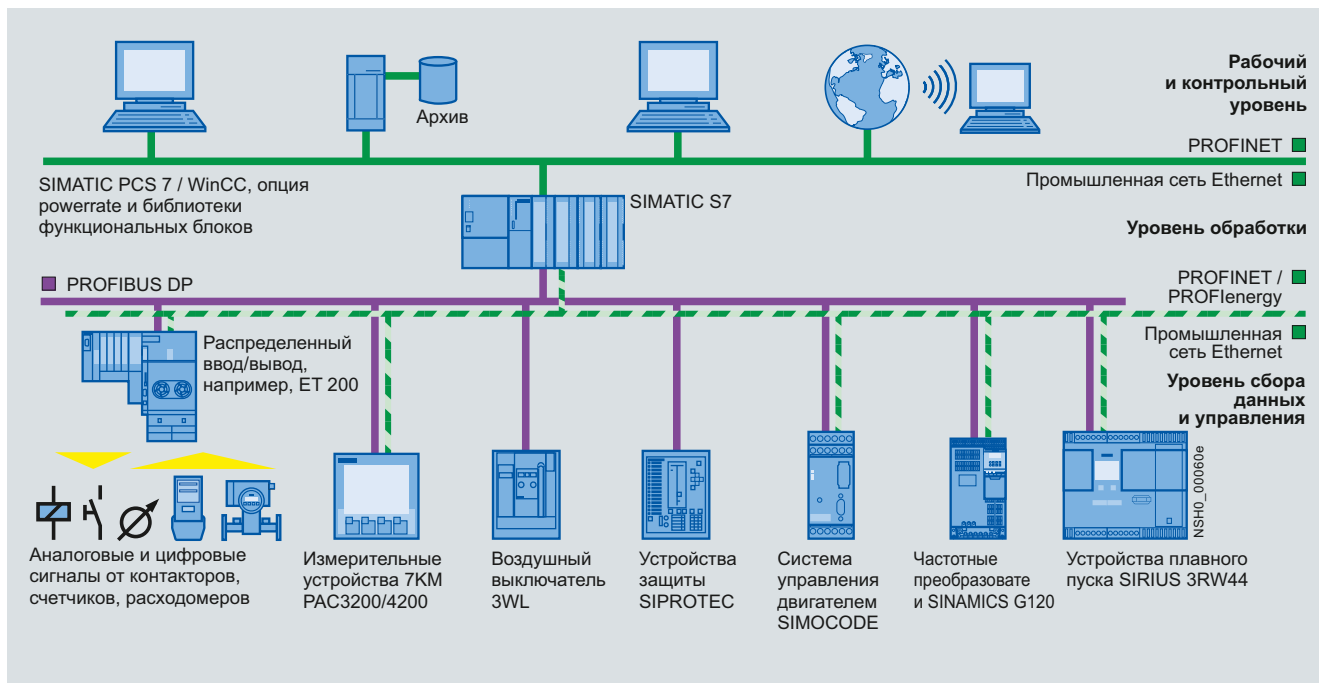 Архив
Рабочий
и контрольный
уровень
PROFINET
SIMATIC PCS 7 / WinCC, опция
powerrate и библиотеки
функциональных блоков
SIMATIC S7
Промышленная сеть Ethernet
Уровень обработки
PROFIBUS DP
PROFINET /
PROFIenergy
Промышленная
сеть Ethernet
Уровень сбора
данных
и управления
Распределенный
ввод/вывод,
например, ET 200
NSH0_00060e
Аналоговые и цифровые
сигналы от контакторов,
счетчиков, расходомеров
Измерительные
устройства 7KM
PAC3200/4200
Воздушный
выключатель
3WL
Устройства
защиты
SIPROTEC
Система
управления
двигателем
SIMOCODE
Частотные
преобразовате
и SINAMICS G120
Устройства плавного
пуска SIRIUS 3RW44